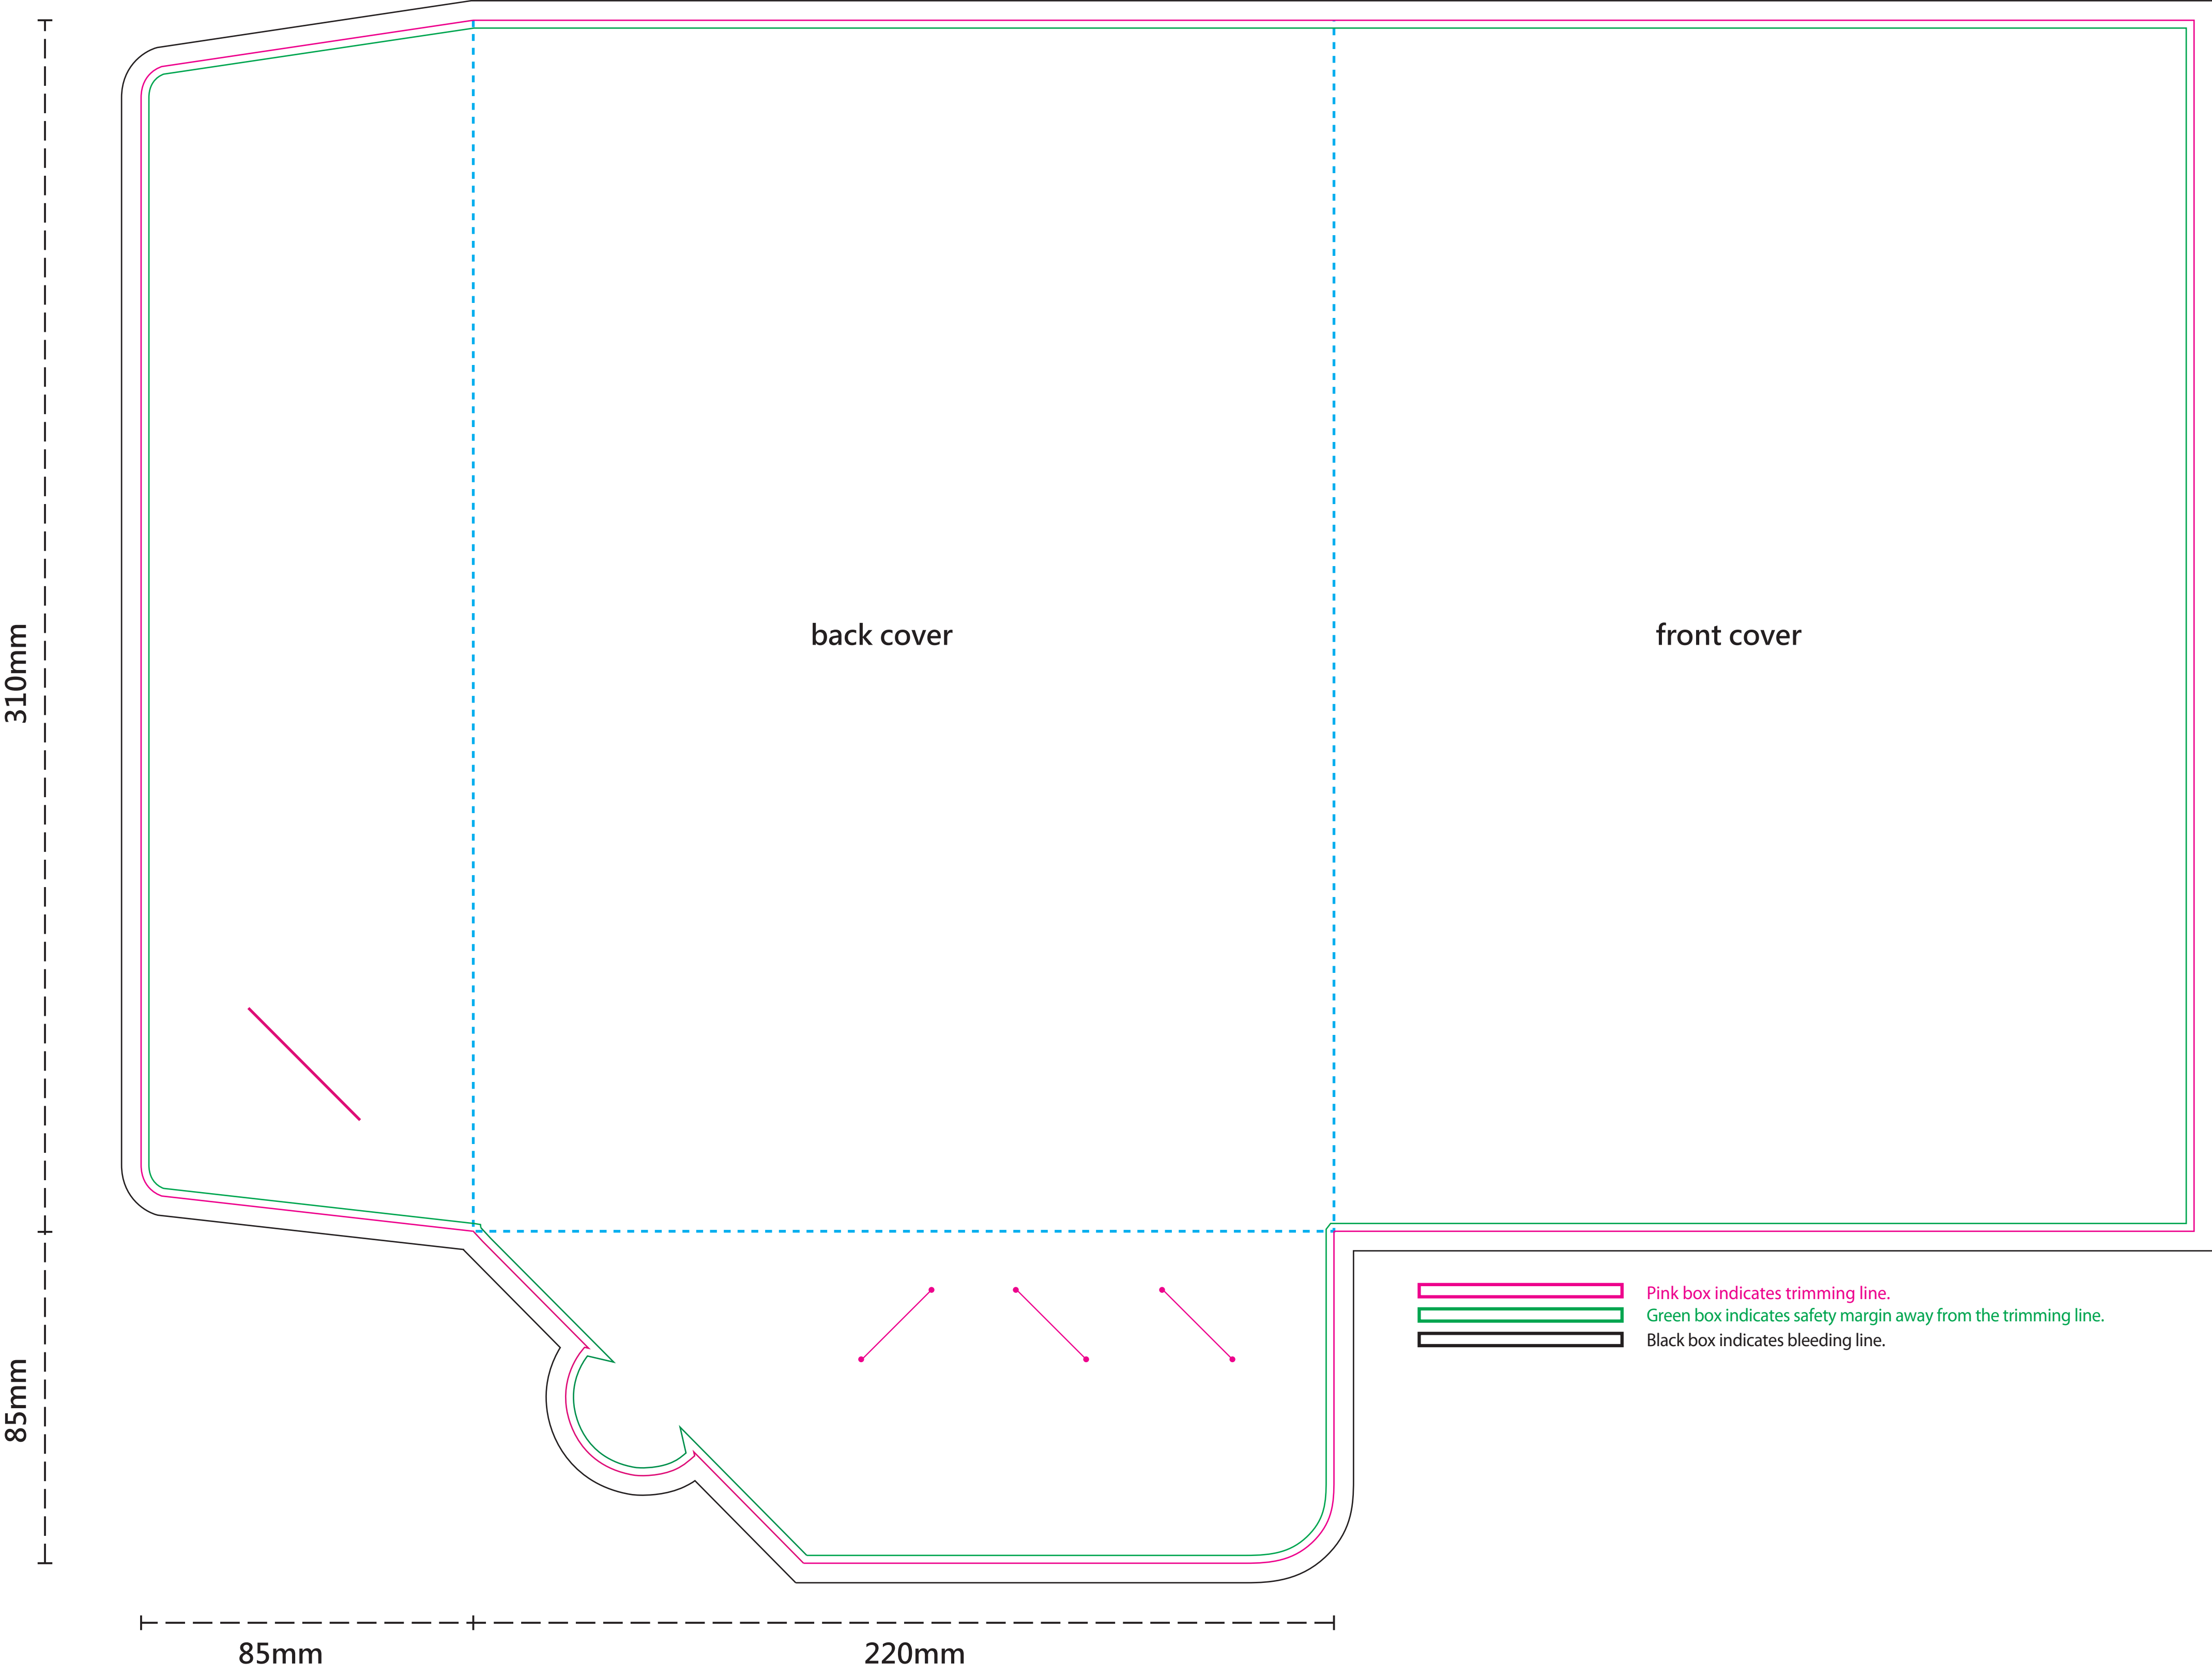 back cover
front cover
310mm
Pink box indicates trimming line.
Green box indicates safety margin away from the trimming line.
Black box indicates bleeding line.
85mm
85mm
220mm